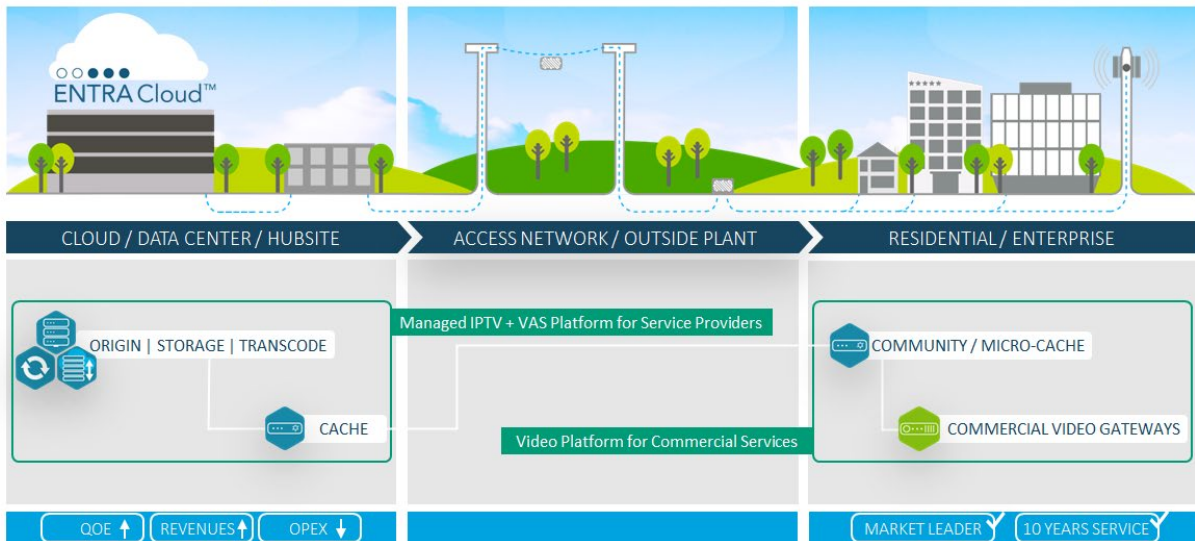 ENTRA Cloud™
CLOUD / DATA CENTER / HUBSITE
ACCESS NETWORK / OUTSIDE PLANT
RESIDENTIAL / ENTERPRISE
Managed IPTV + VAS Platform for Service Providers
ORIGIN | STORAGE | TRANSCODE
COMMUNITY / MICRO-CACHE
CACHE
Video Platform for Commercial Services
COMMERCIAL VIDEO GATEWAYS
QOE
REVENUES
OPEX
MARKET LEADER
10 YEARS SERVICE